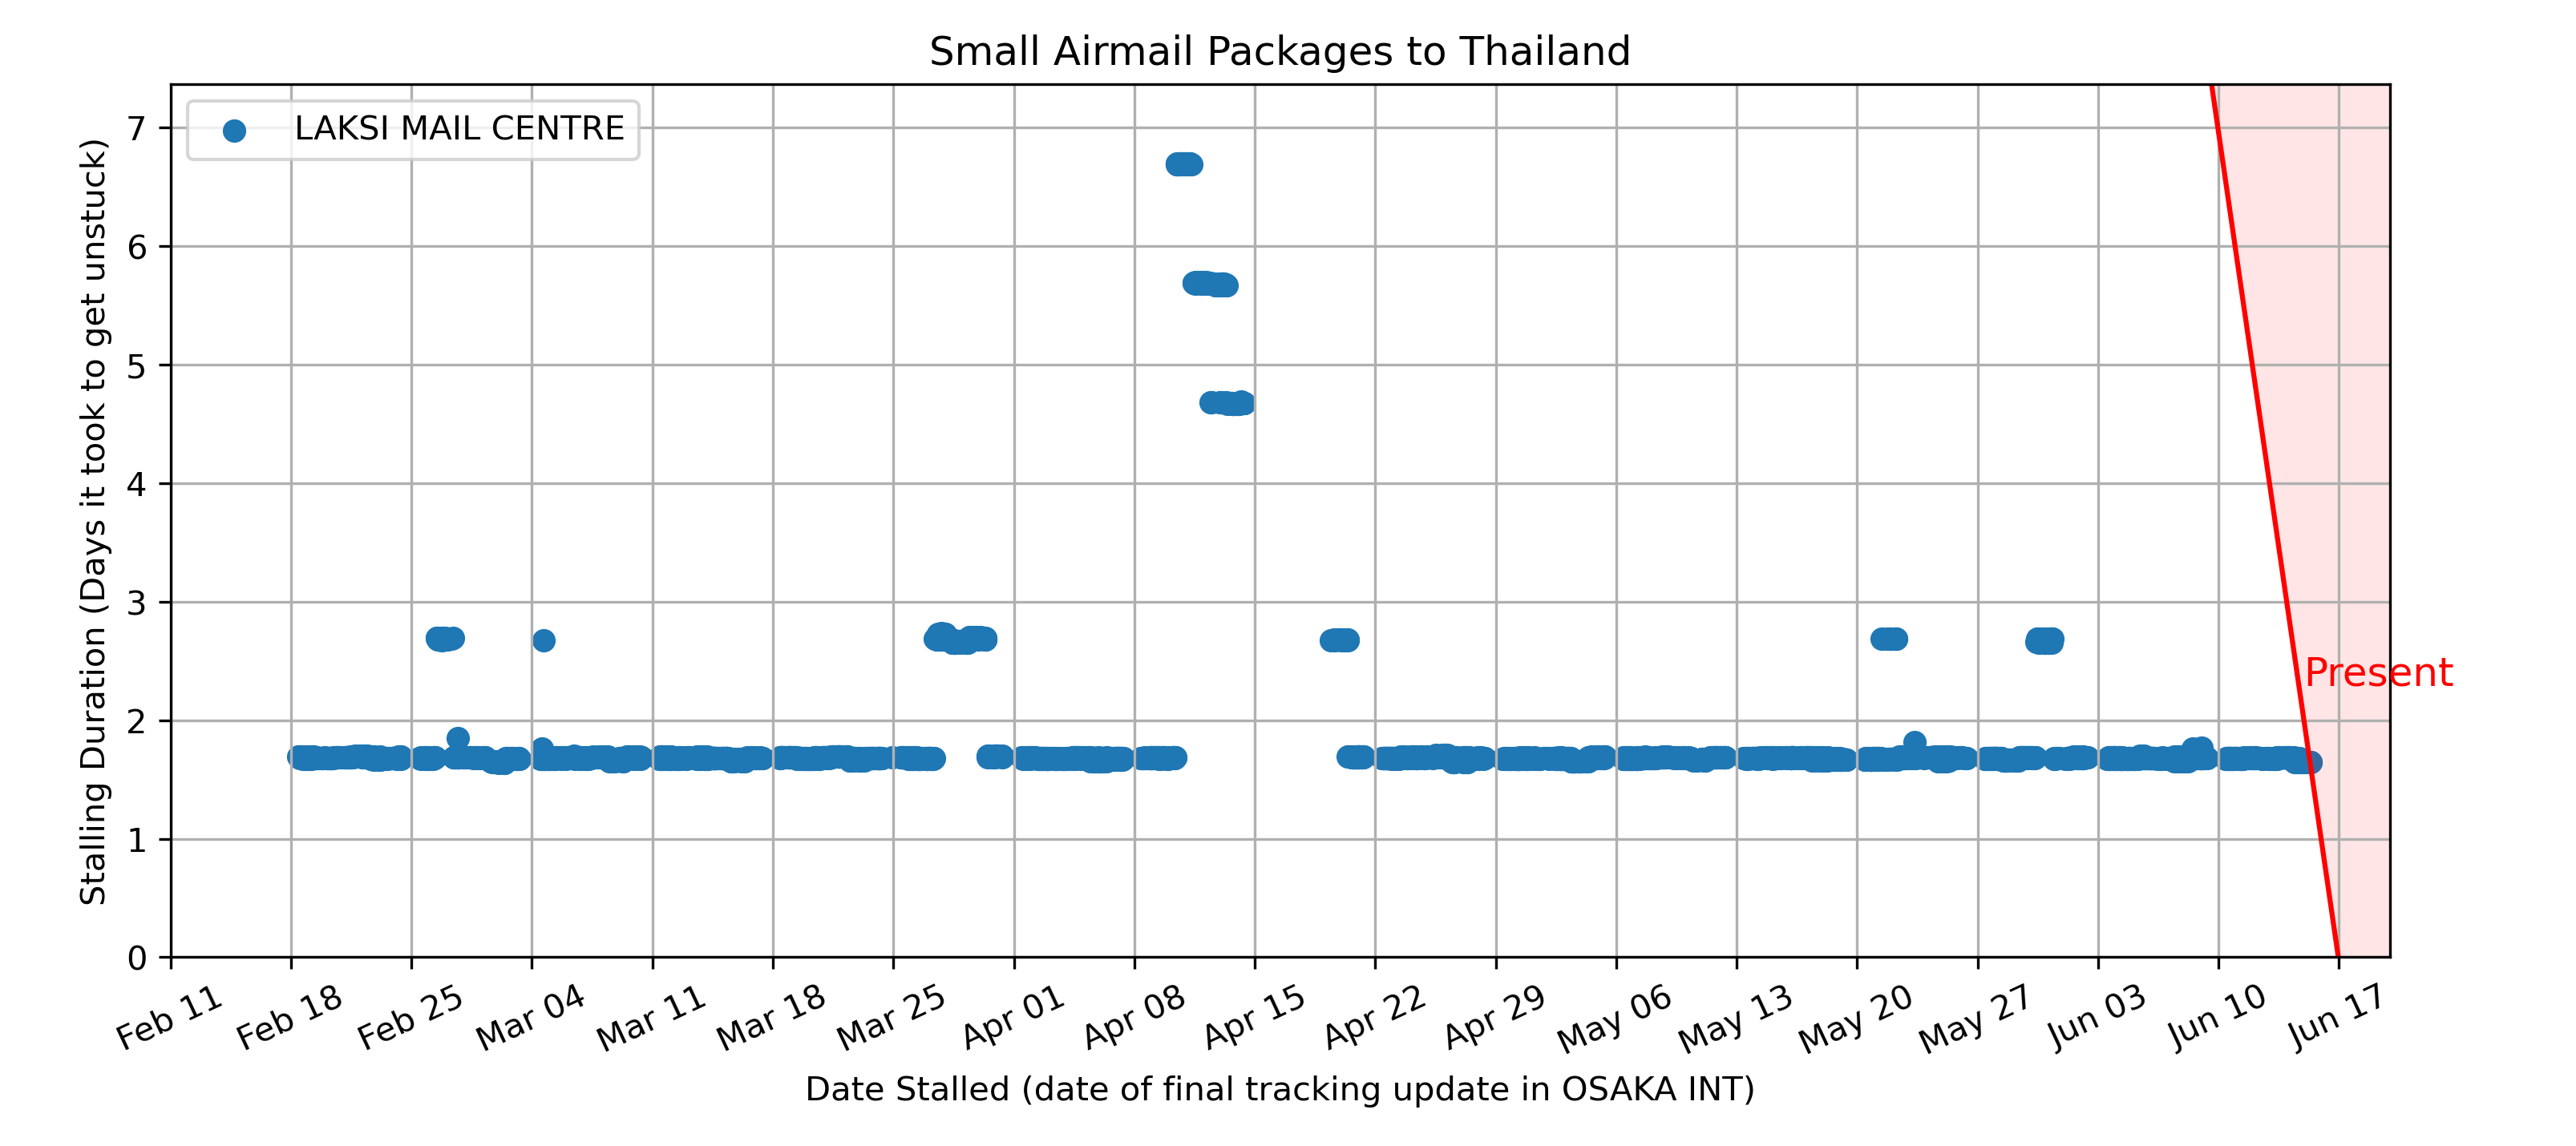 Small Airmail Packages to Thailand
LAKSI MAIL CENTRE
Stalling Duration (Days it took to get unstuck)
7
6
5
4
3
2
1
0
Present
Feb 11 Feb 18 Feb 25 Mar 04 Mar 11 Mar 18 Mar 25 Apr 01 Apr 08 Apr 15 Apr 22 Apr 29 May 06 May 13 May 20 May 27 Jun 03 Jun 10 Jun 17
Date Stalled (date of final tracking update in OSAKA INT)